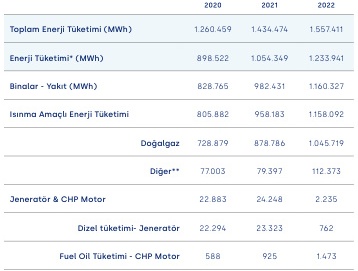 2020 2021 2022
Toplam Enerji Tüketimi (MWh) 1.260.459 1.434.474 1.557.411
Enerji Tüketimi* (MWh) 898.522 1.054.349 1.233.941
Binalar - Yakıt (MWh) 828.765 982.431 1.160.327
Isınma Amaçlı Enerji Tüketimi 805.882 958.183 1.158.092
Doğalgaz 728.879 878.786 1.045.719
Diğer** 77.003 79.397 112.373
Jeneratör & CHP Motor 22.883 24.248 2.235
Dizel tüketimi- Jeneratör 22.294 23.323 762
Fuel Oil Tüketimi - CHP Motor 588 925 1.473